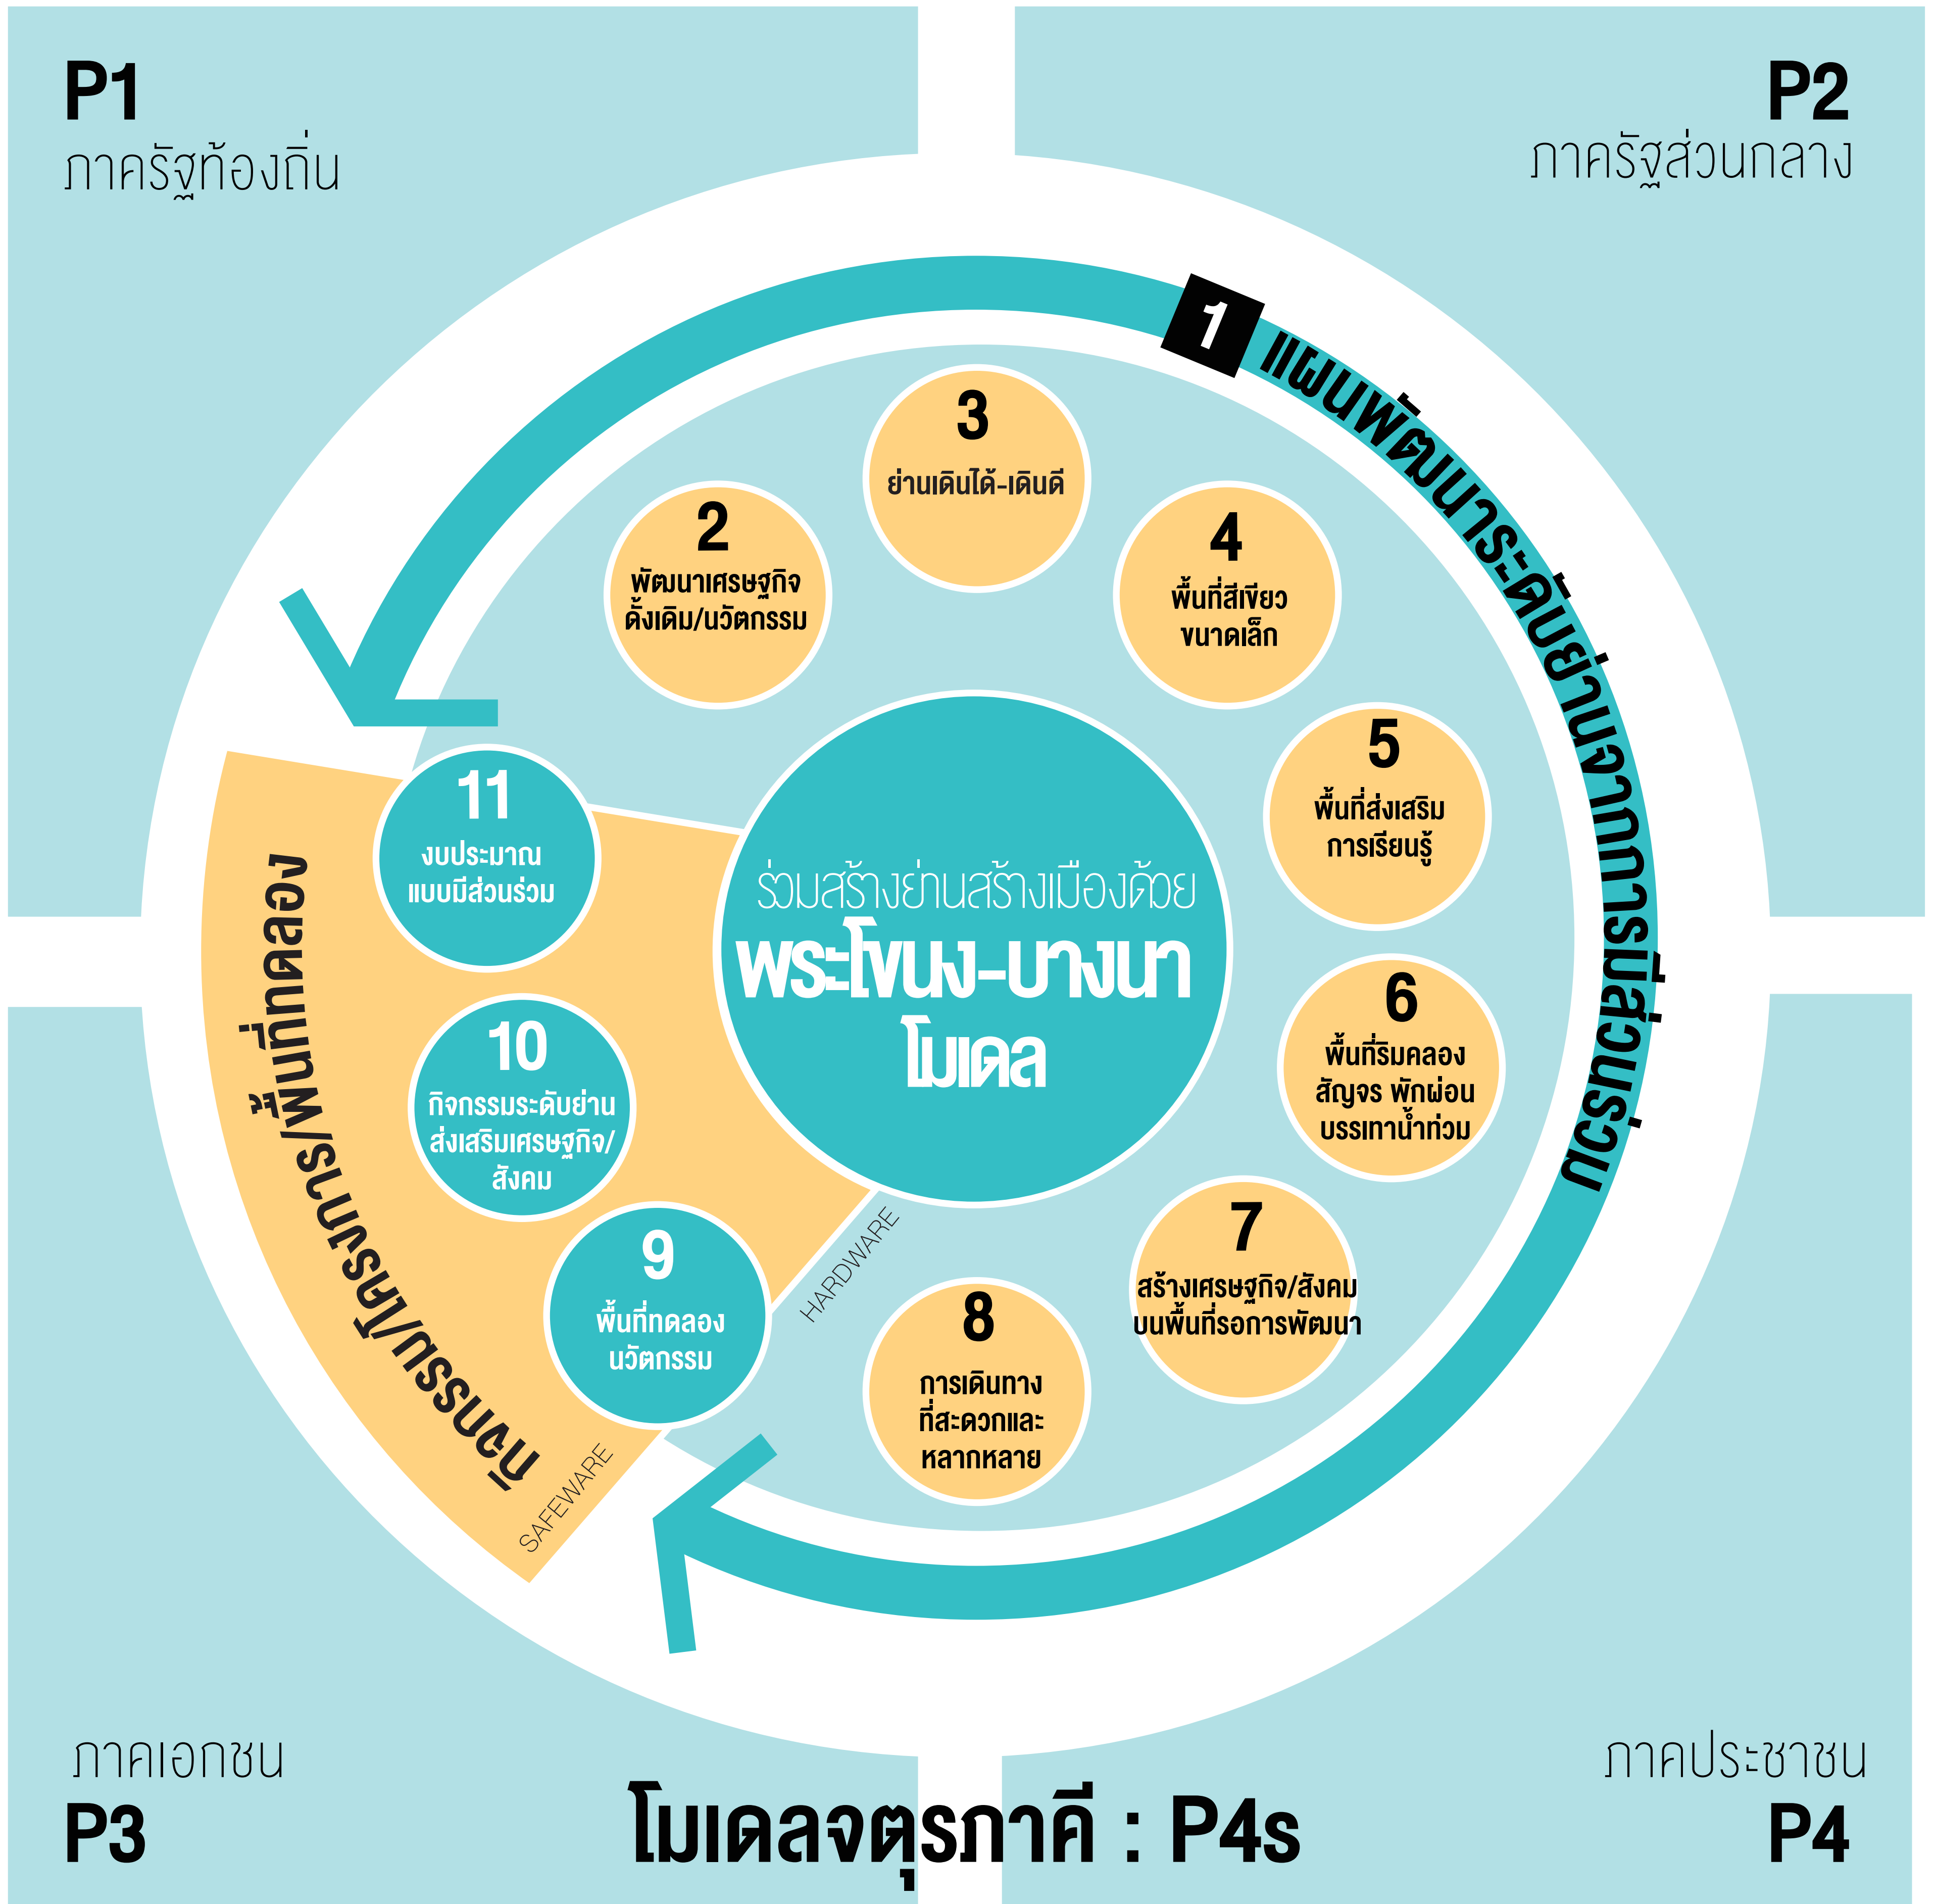 P1
ภาครัฐท้องถิ่น
P2
ภาครัฐส่วนกลาง
1 แผนพัฒนาระดับย่านจากการมีส่วนร่วม
2
พัฒนาเศรษฐกิจ
ดั้งเดิม/นวัตกรรม
3
ย่านเดินได้-เดินดี
4
พื้นที่สีเขียว
ขนาดเล็ก
5
พื้นที่ส่งเสริม
การเรียนรู้
6
พื้นที่ริมคลอง
สัญจร พักผ่อน
บรรเทาน้ำท่วม
7
สร้างเศรษฐกิจ/สังคม
บนพื้นที่รอการพัฒนา
8
การเดินทาง
ที่สะดวกและ
หลากหลาย
9
พื้นที่ทดลอง
นวัตกรรม
10
กิจกรรมระดับย่าน
ส่งเสริมเศรษฐกิจ/
สังคม
11
งบประมาณ
แบบมีส่วนร่วม
ร่วมสร้างย่านสร้างเมืองด้วย
พระโขนง-บางนา
โมเดล
กิจกรรม/โครงการ/พื้นที่ทดลอง
HARDWARE
SAFEWARE
ภาคเอกชน
P3
ภาคประชาชน
P4
โมเดลจตุรภาคี : P4s